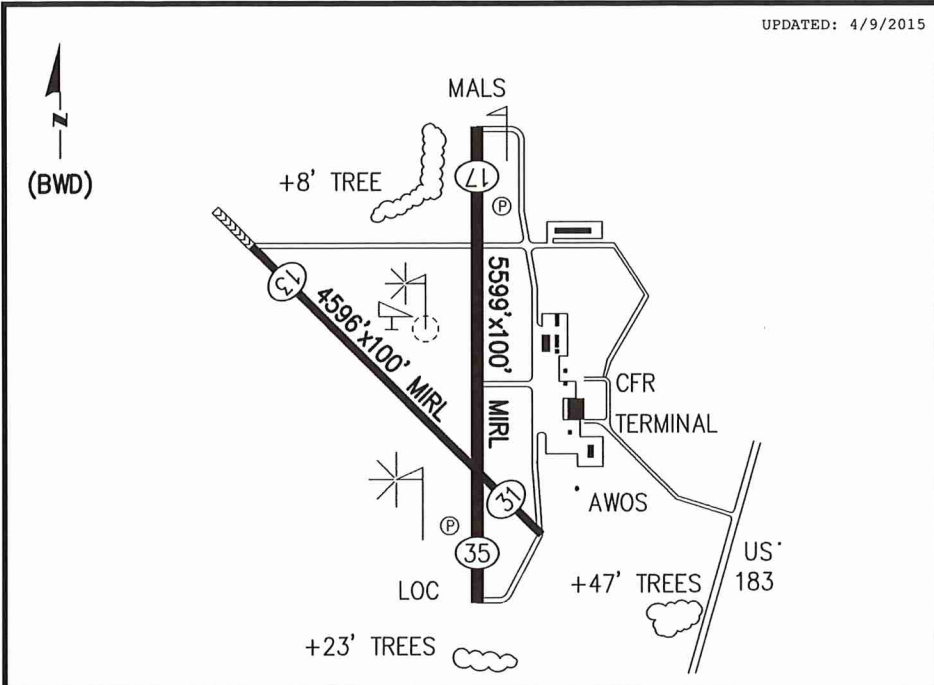 UPDATED: 4/9/2015
N
(BWD)
MALS
+8' TREE
17
P
13
4596'x100' MIRL
5599'x100' MIRL
CFR
TERMINAL
31
AWOS
P
35
LOC
US
183
+47' TREES
+23' TREES